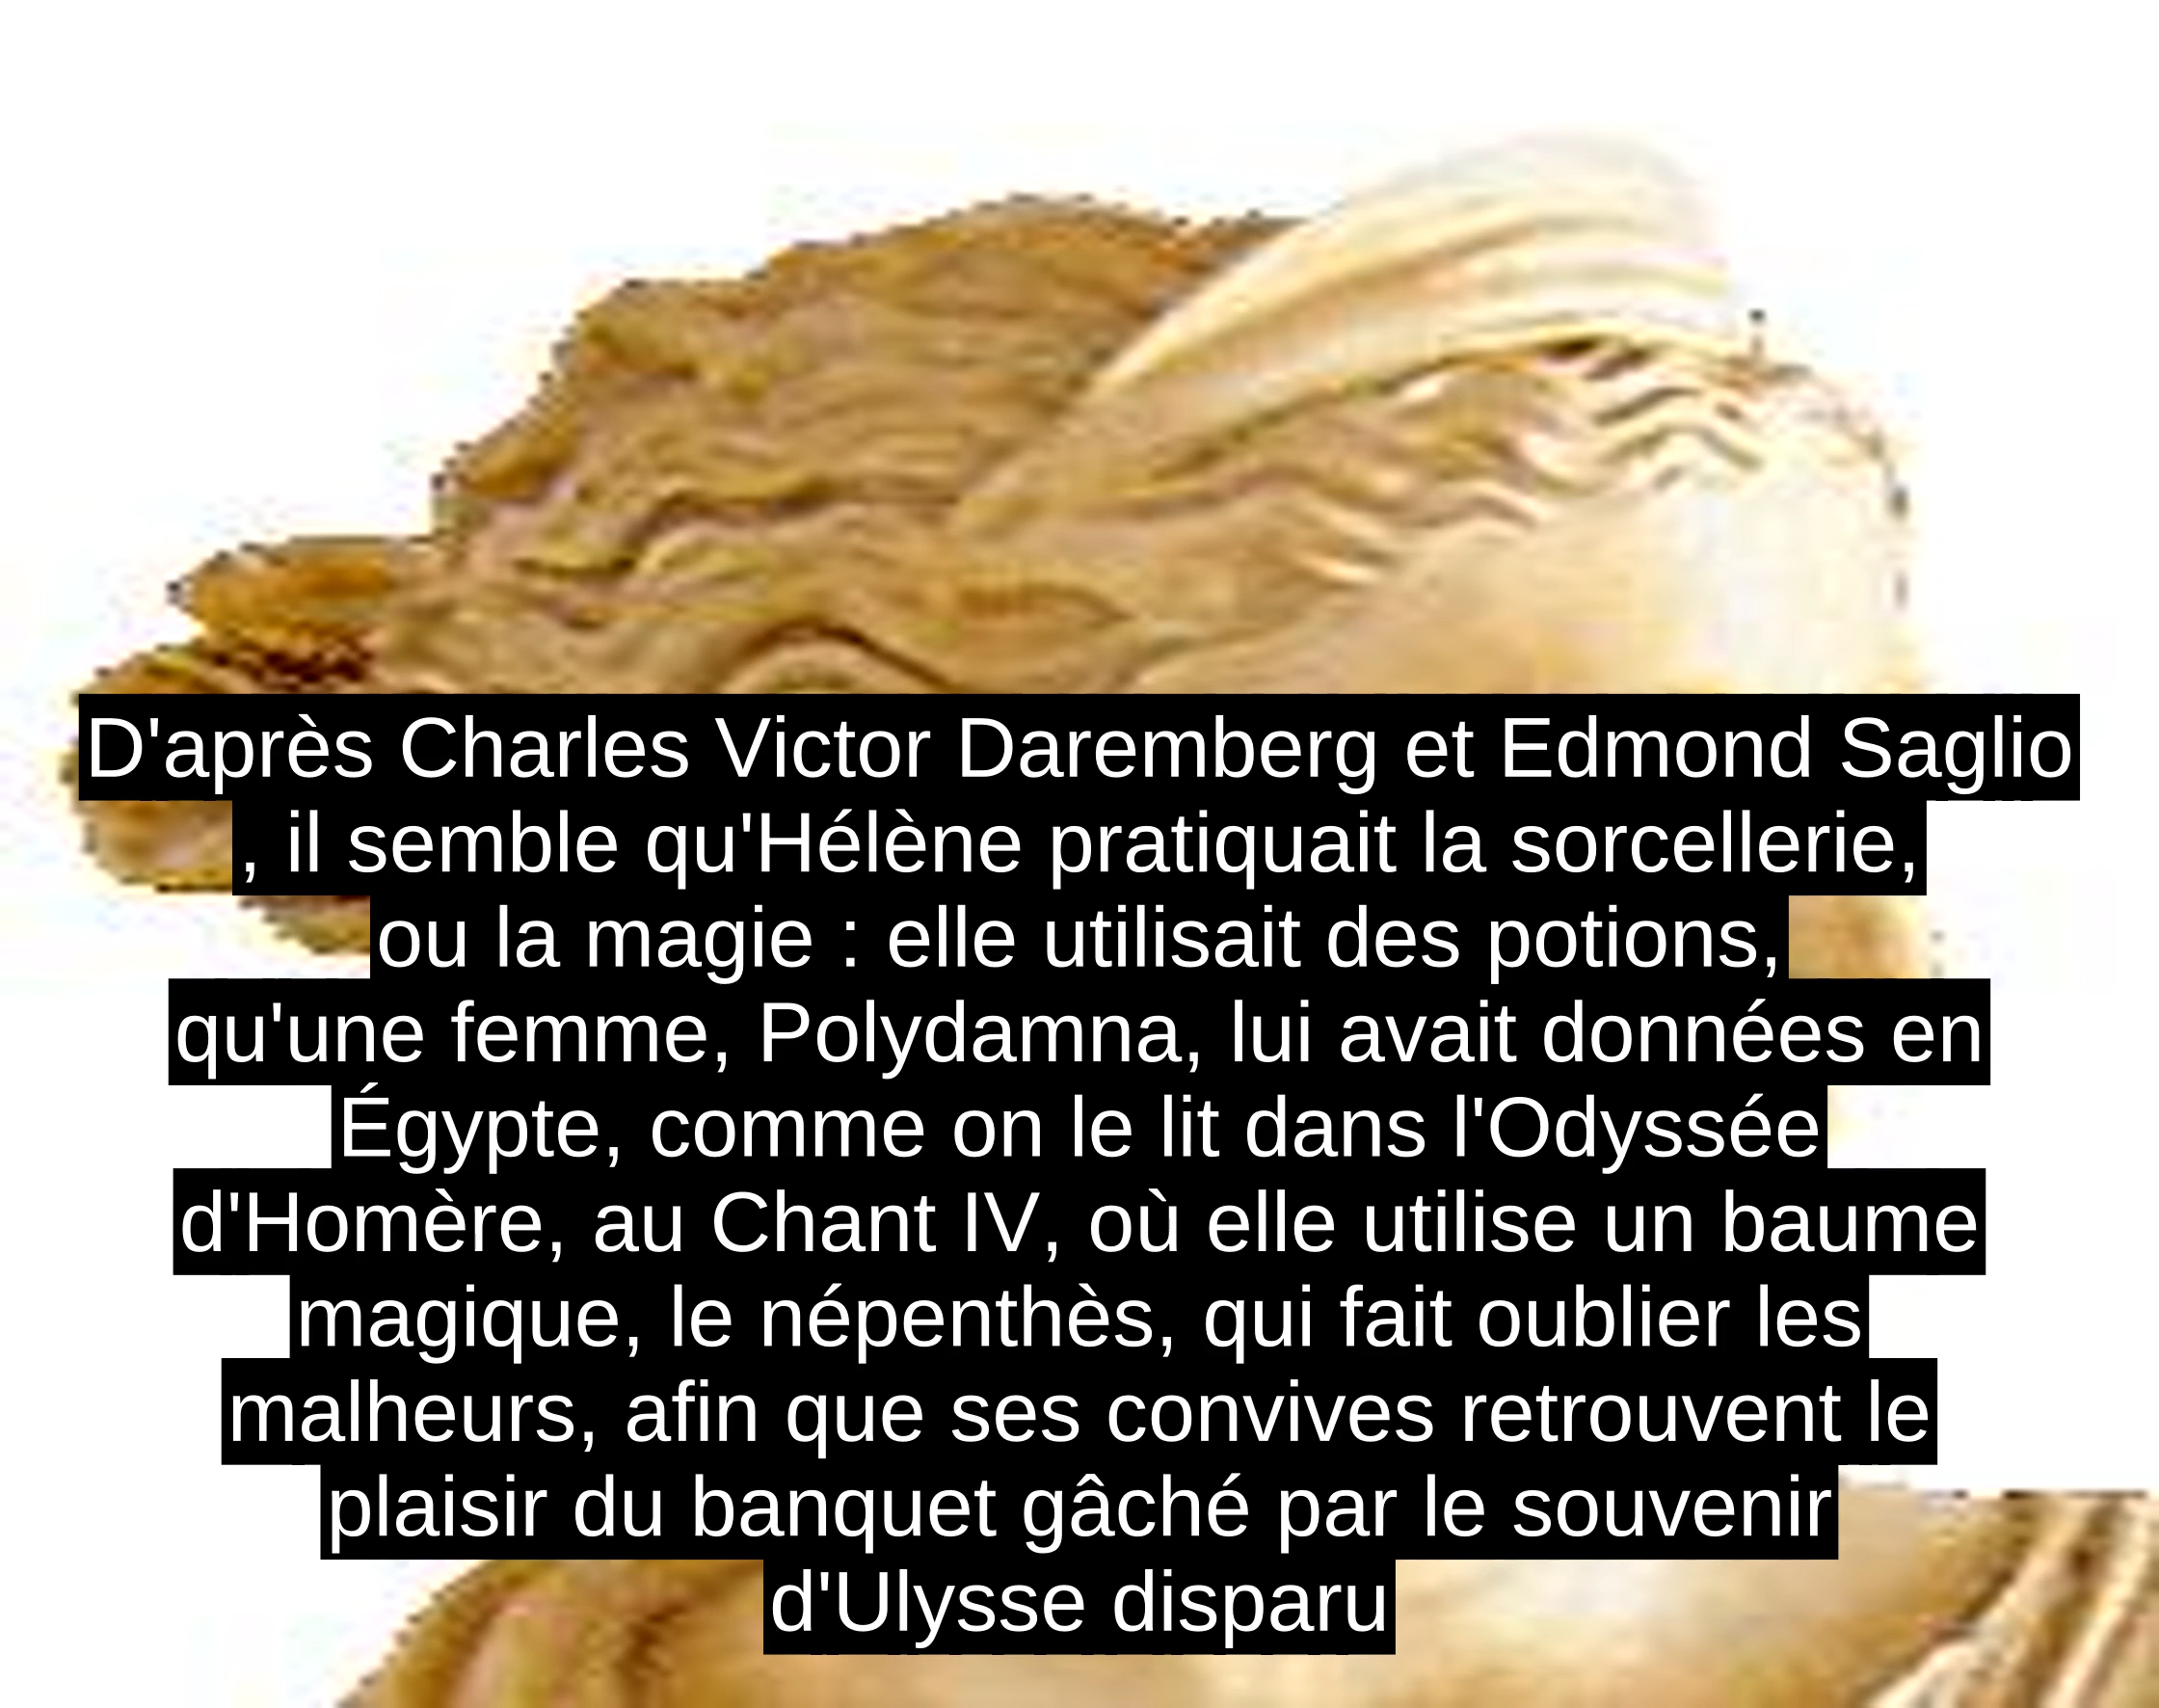 D'après Charles Victor Daremberg et Edmond Saglio
, il semble qu'Hélène pratiquait la sorcellerie,
ou la magie : elle utilisait des potions,
qu'une femme, Polydamna, lui avait données en
Égypte, comme on le lit dans l'Odyssée
d'Homère, au Chant IV, où elle utilise un baume
magique, le népenthès, qui fait oublier les
malheurs, afin que ses convives retrouvent le
plaisir du banquet gâché par le souvenir
d'Ulysse disparu